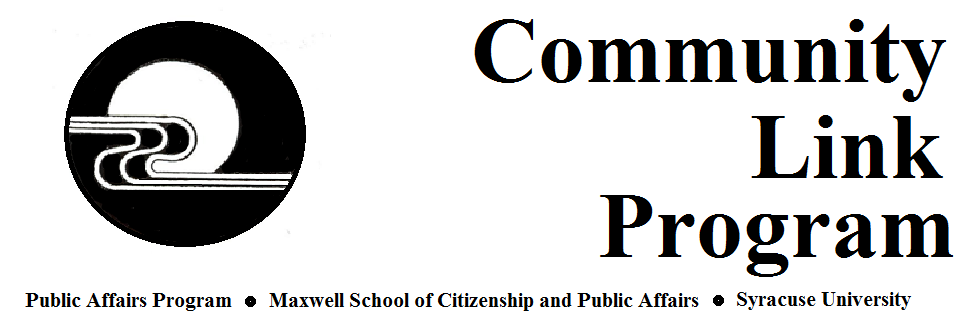 Community
Link
Program
Public Affairs Program ● Maxwell School of Citizenship and Public Affairs ● Syracuse University